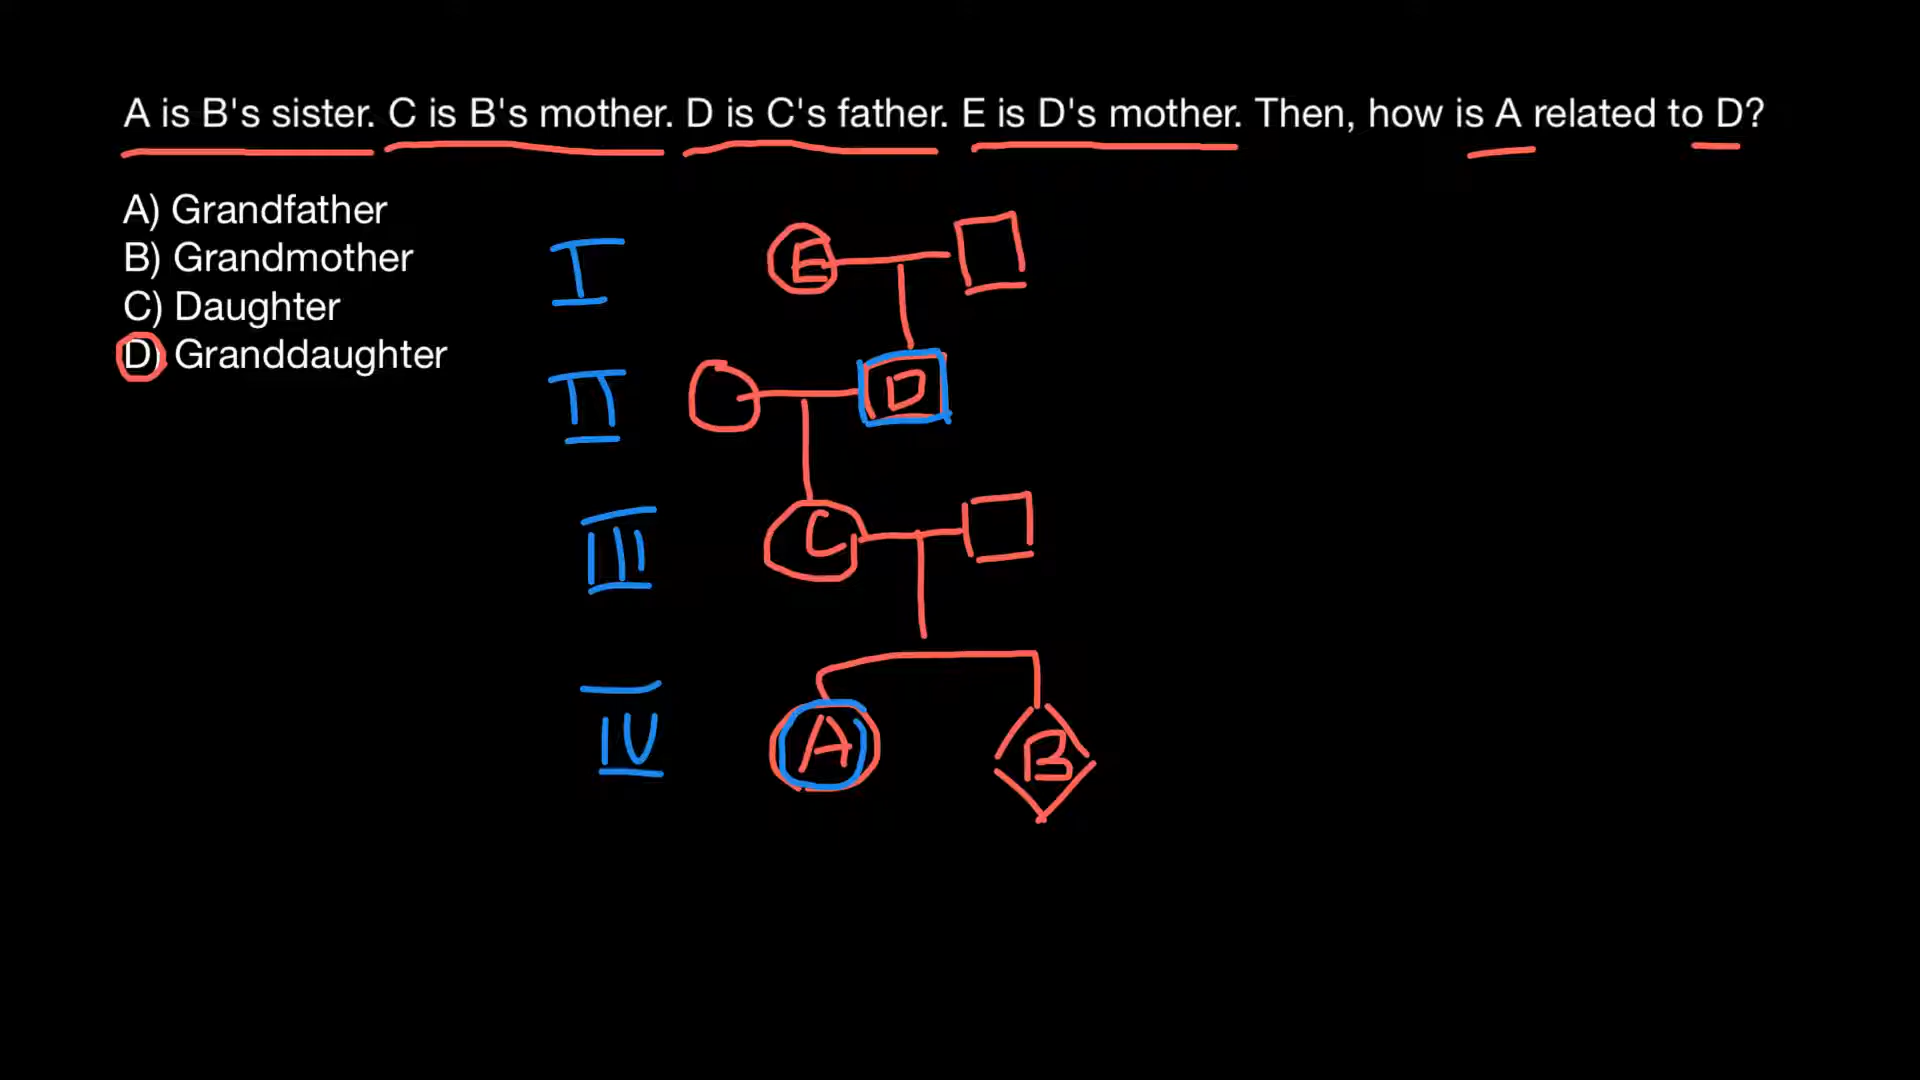 A is B's sister. C is B's mother. D is C's father. E is D's mother. Then, how is A related to D?
A) Grandfather
B) Grandmother
C) Daughter
D) Granddaughter
I
E
II
D
III
C
IV
A
B